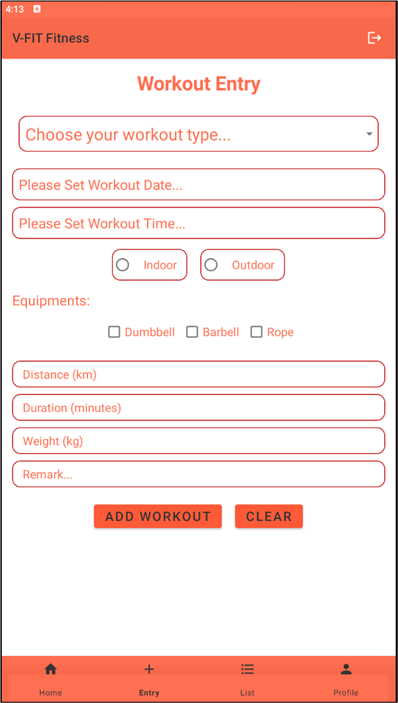 4:13 A
V-FIT Fitness
Workout Entry
Choose your workout type...
Please Set Workout Date...
Please Set Workout Time...
Indoor Outdoor
Equipments:
Dumbbell Barbell Rope
Distance (km)
Duration (minutes)
Weight (kg)
Remark...
ADD WORKOUT CLEAR
Home Entry List Profile